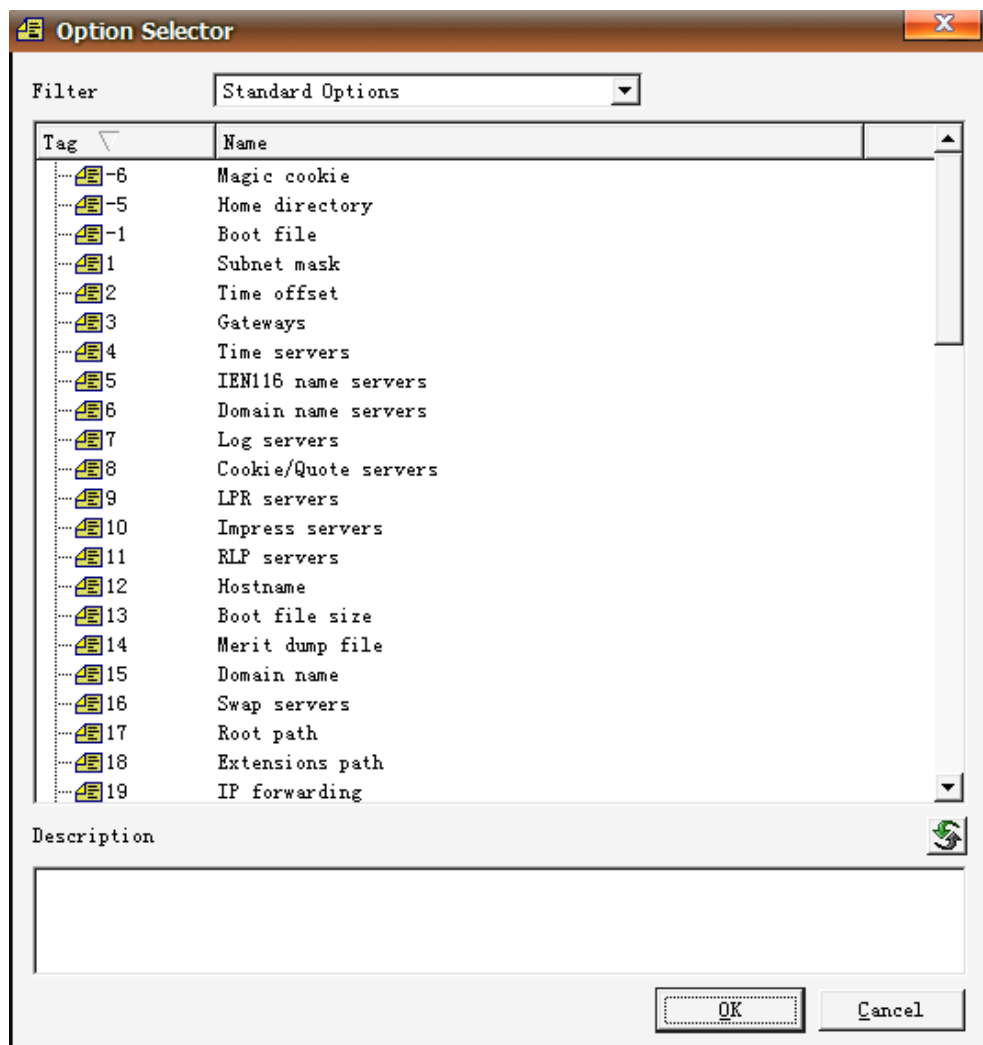 Option Selector
Filter Standard Options
Tag Name
-6 Magic cookie
-5 Home directory
-1 Boot file
1 Subnet mask
2 Time offset
3 Gateways
4 Time servers
5 IEN116 name servers
6 Domain name servers
7 Log servers
8 Cookie/Quote servers
9 LPR servers
10 Impress servers
11 RLP servers
12 Hostname
13 Boot file size
14 Merit dump file
15 Domain name
16 Swap servers
17 Root path
18 Extensions path
19 IP forwarding
Description
OK Cancel